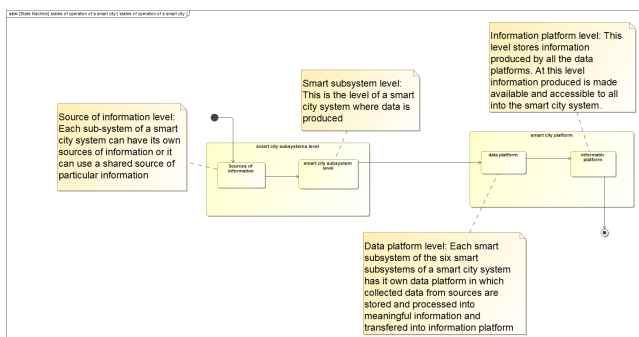 stm [State Machine] states of operation of a smart city [ states of operation of a smart city ]
Information platform level: This
level stores information
produced by all the data
platforms. At this level
information produced is made
available and accessible to all
into the smart city system.
Smart subsystem level:
This is the level of a smart
city system where data is
produced
Source of information level:
Each sub-system of a smart
city system can have its own
sources of information or it
can use a shared source of
particular information
smart city subsystems level
Sources of
information
smart city subsystem
level
smart city platform
data platform
informatin
platform
Data platform level: Each smart
subsystem of the six smart
subsystems of a smart city system
has it own data platform in which
collected data from sources are
stored and processed into
meaningful information and
transfered into information platform